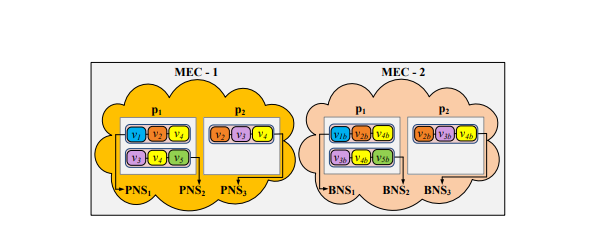 MEC - 1 MEC - 2
p1 p2 p1 p2
v1 v2 v4 v2 v3 v4 v1b v2b v4b v2b v3b v4b
v3 v4 v5 v3b v4b v5b
PNS1 PNS2 PNS3 BNS1 BNS2 BNS3